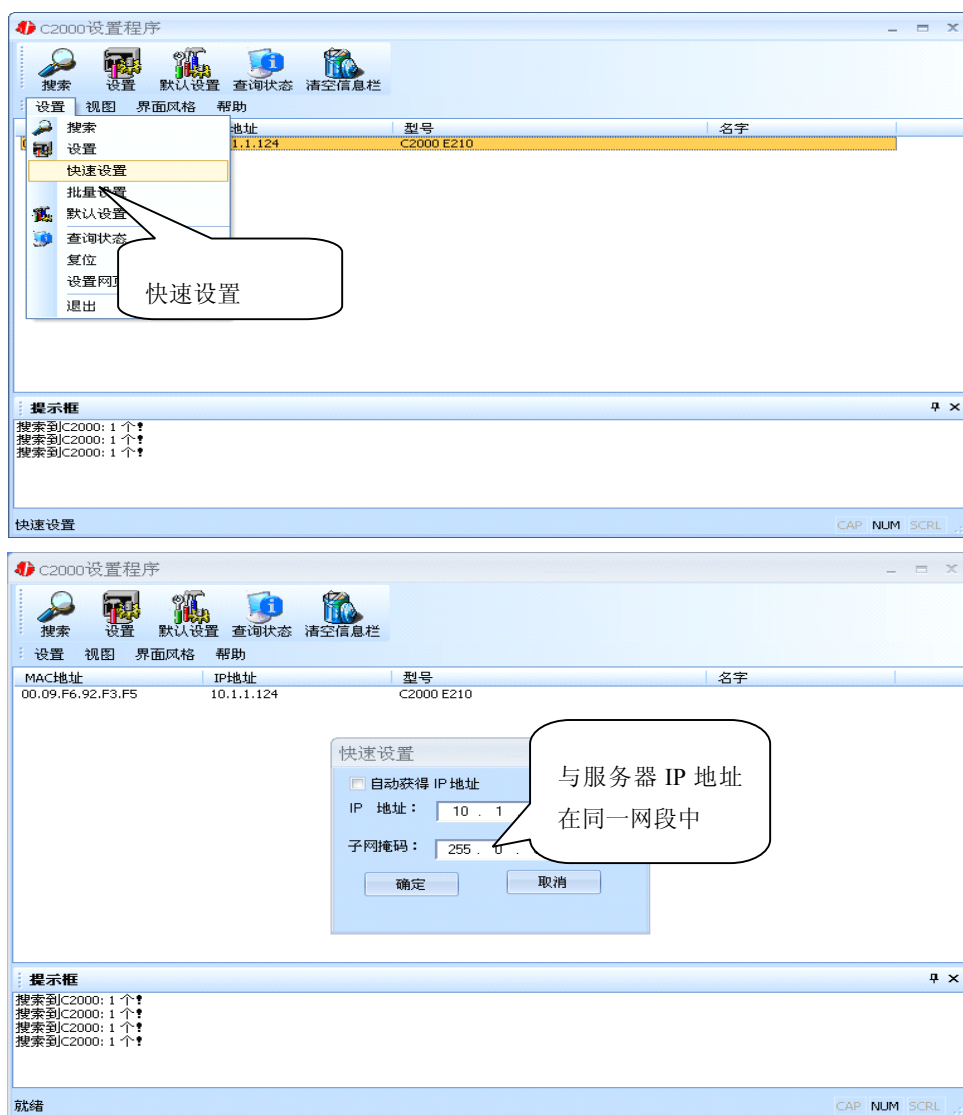 C2000设置程序
搜索 设置 默认设置 查询状态 清空信息栏
设置 视图 界面风格 帮助
地址 型号 名字
1.1.124 C2000 E210
搜索
设置
快速设置
批量设置
默认设置
查询状态
复位
设置网页
退出
快速设置
提示框
搜索到C2000: 1 个!
搜索到C2000: 1 个!
搜索到C2000: 1 个!
快速设置
CAP NUM SCRL
C2000设置程序
搜索 设置 默认设置 查询状态 清空信息栏
设置 视图 界面风格 帮助
MAC地址 IP地址 型号 名字
00.09.F6.92.F3.F5 10.1.1.124 C2000 E210
快速设置
自动获得 IP 地址
IP 地址: 10 . 1
子网掩码: 255 . 0 .
确定 取消
与服务器 IP 地址
在同一网段中
提示框
搜索到C2000: 1 个!
搜索到C2000: 1 个!
搜索到C2000: 1 个!
搜索到C2000: 1 个!
就绪
CAP NUM SCRL